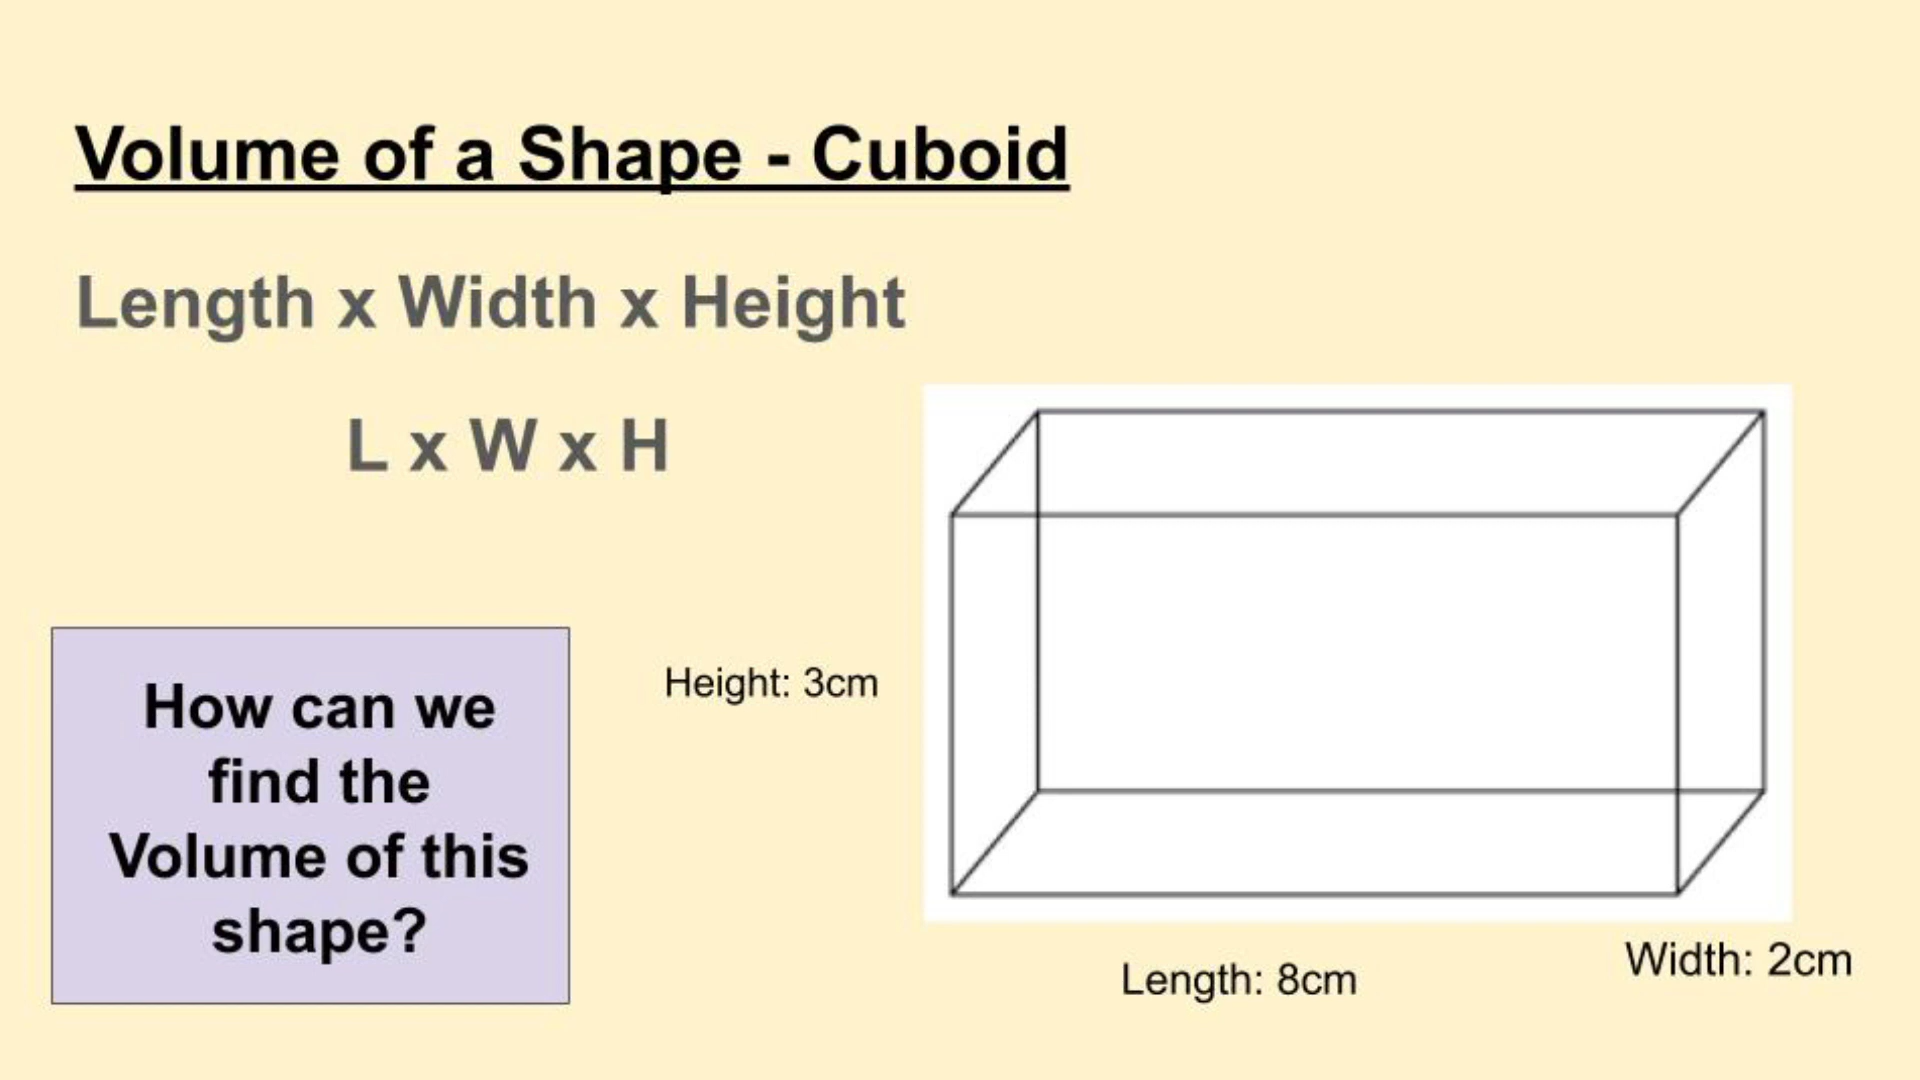 Volume of a Shape - Cuboid
Length x Width x Height
L x W x H
How can we
find the
Volume of this
shape?
Height: 3cm
Length: 8cm
Width: 2cm